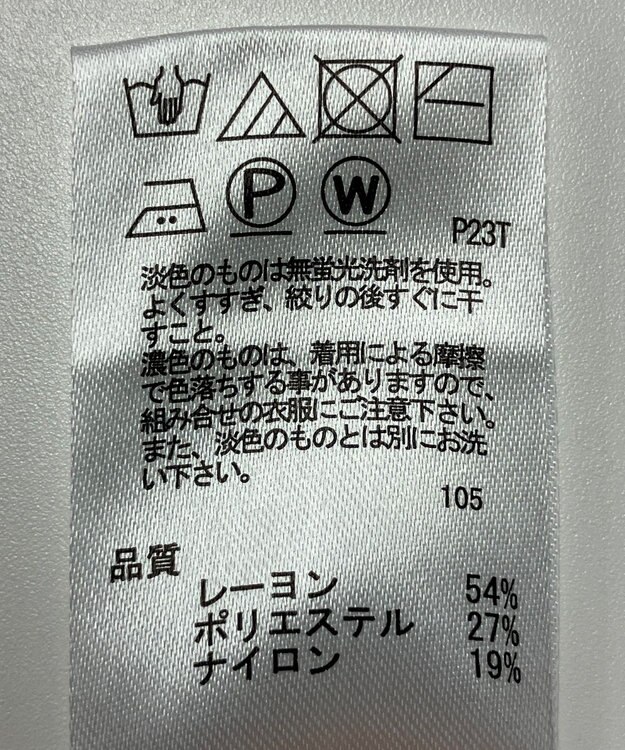 P W
P23T
淡色のものは無蛍光洗剤を使用。
よくすすぎ、絞りの後すぐに干
すこと。
濃色のものは、着用による摩擦
で色落ちする事がありますので、
組み合せの衣服にご注意下さい。
また、淡色のものとは別にお洗
い下さい。
105
品質
レーヨン 54%
ポリエステル 27%
ナイロン 19%